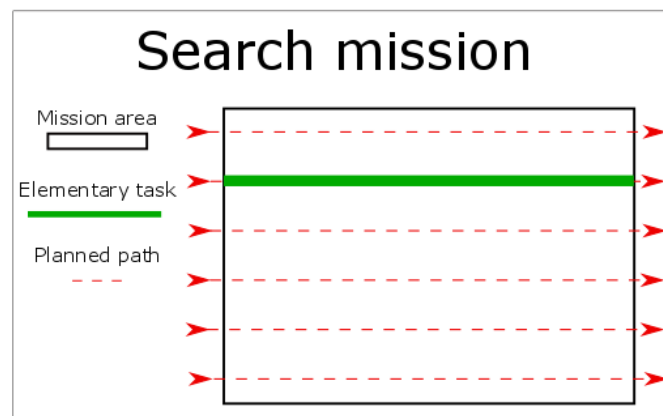 Search mission
Mission area
Elementary task
Planned path